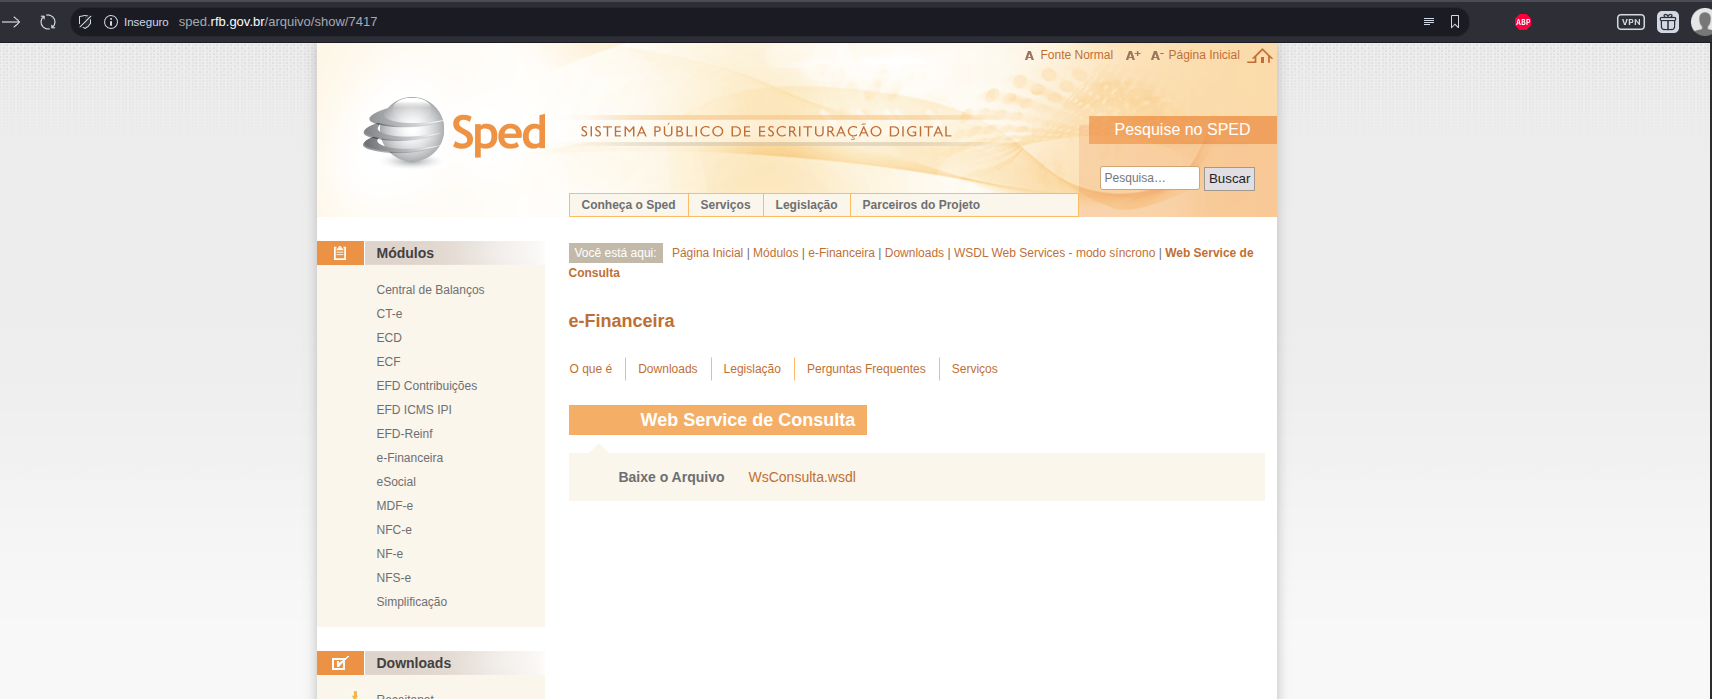 Inseguro sped.rfb.gov.br/arquivo/show/7417
ABP
VPN
A Fonte Normal A+ A- Página Inicial
Sped
SISTEMA PÚBLICO DE ESCRITURAÇÃO DIGITAL
Pesquise no SPED
Pesquisa… Buscar
Conheça o Sped Serviços Legislação Parceiros do Projeto
Módulos
Central de Balanços
CT-e
ECD
ECF
EFD Contribuições
EFD ICMS IPI
EFD-Reinf
e-Financeira
eSocial
MDF-e
NFC-e
NF-e
NFS-e
Simplificação
Downloads
Receitanet
Você está aqui: Página Inicial | Módulos | e-Financeira | Downloads | WSDL Web Services - modo síncrono | Web Service de
Consulta
e-Financeira
O que é Downloads Legislação Perguntas Frequentes Serviços
Web Service de Consulta
Baixe o Arquivo WsConsulta.wsdl